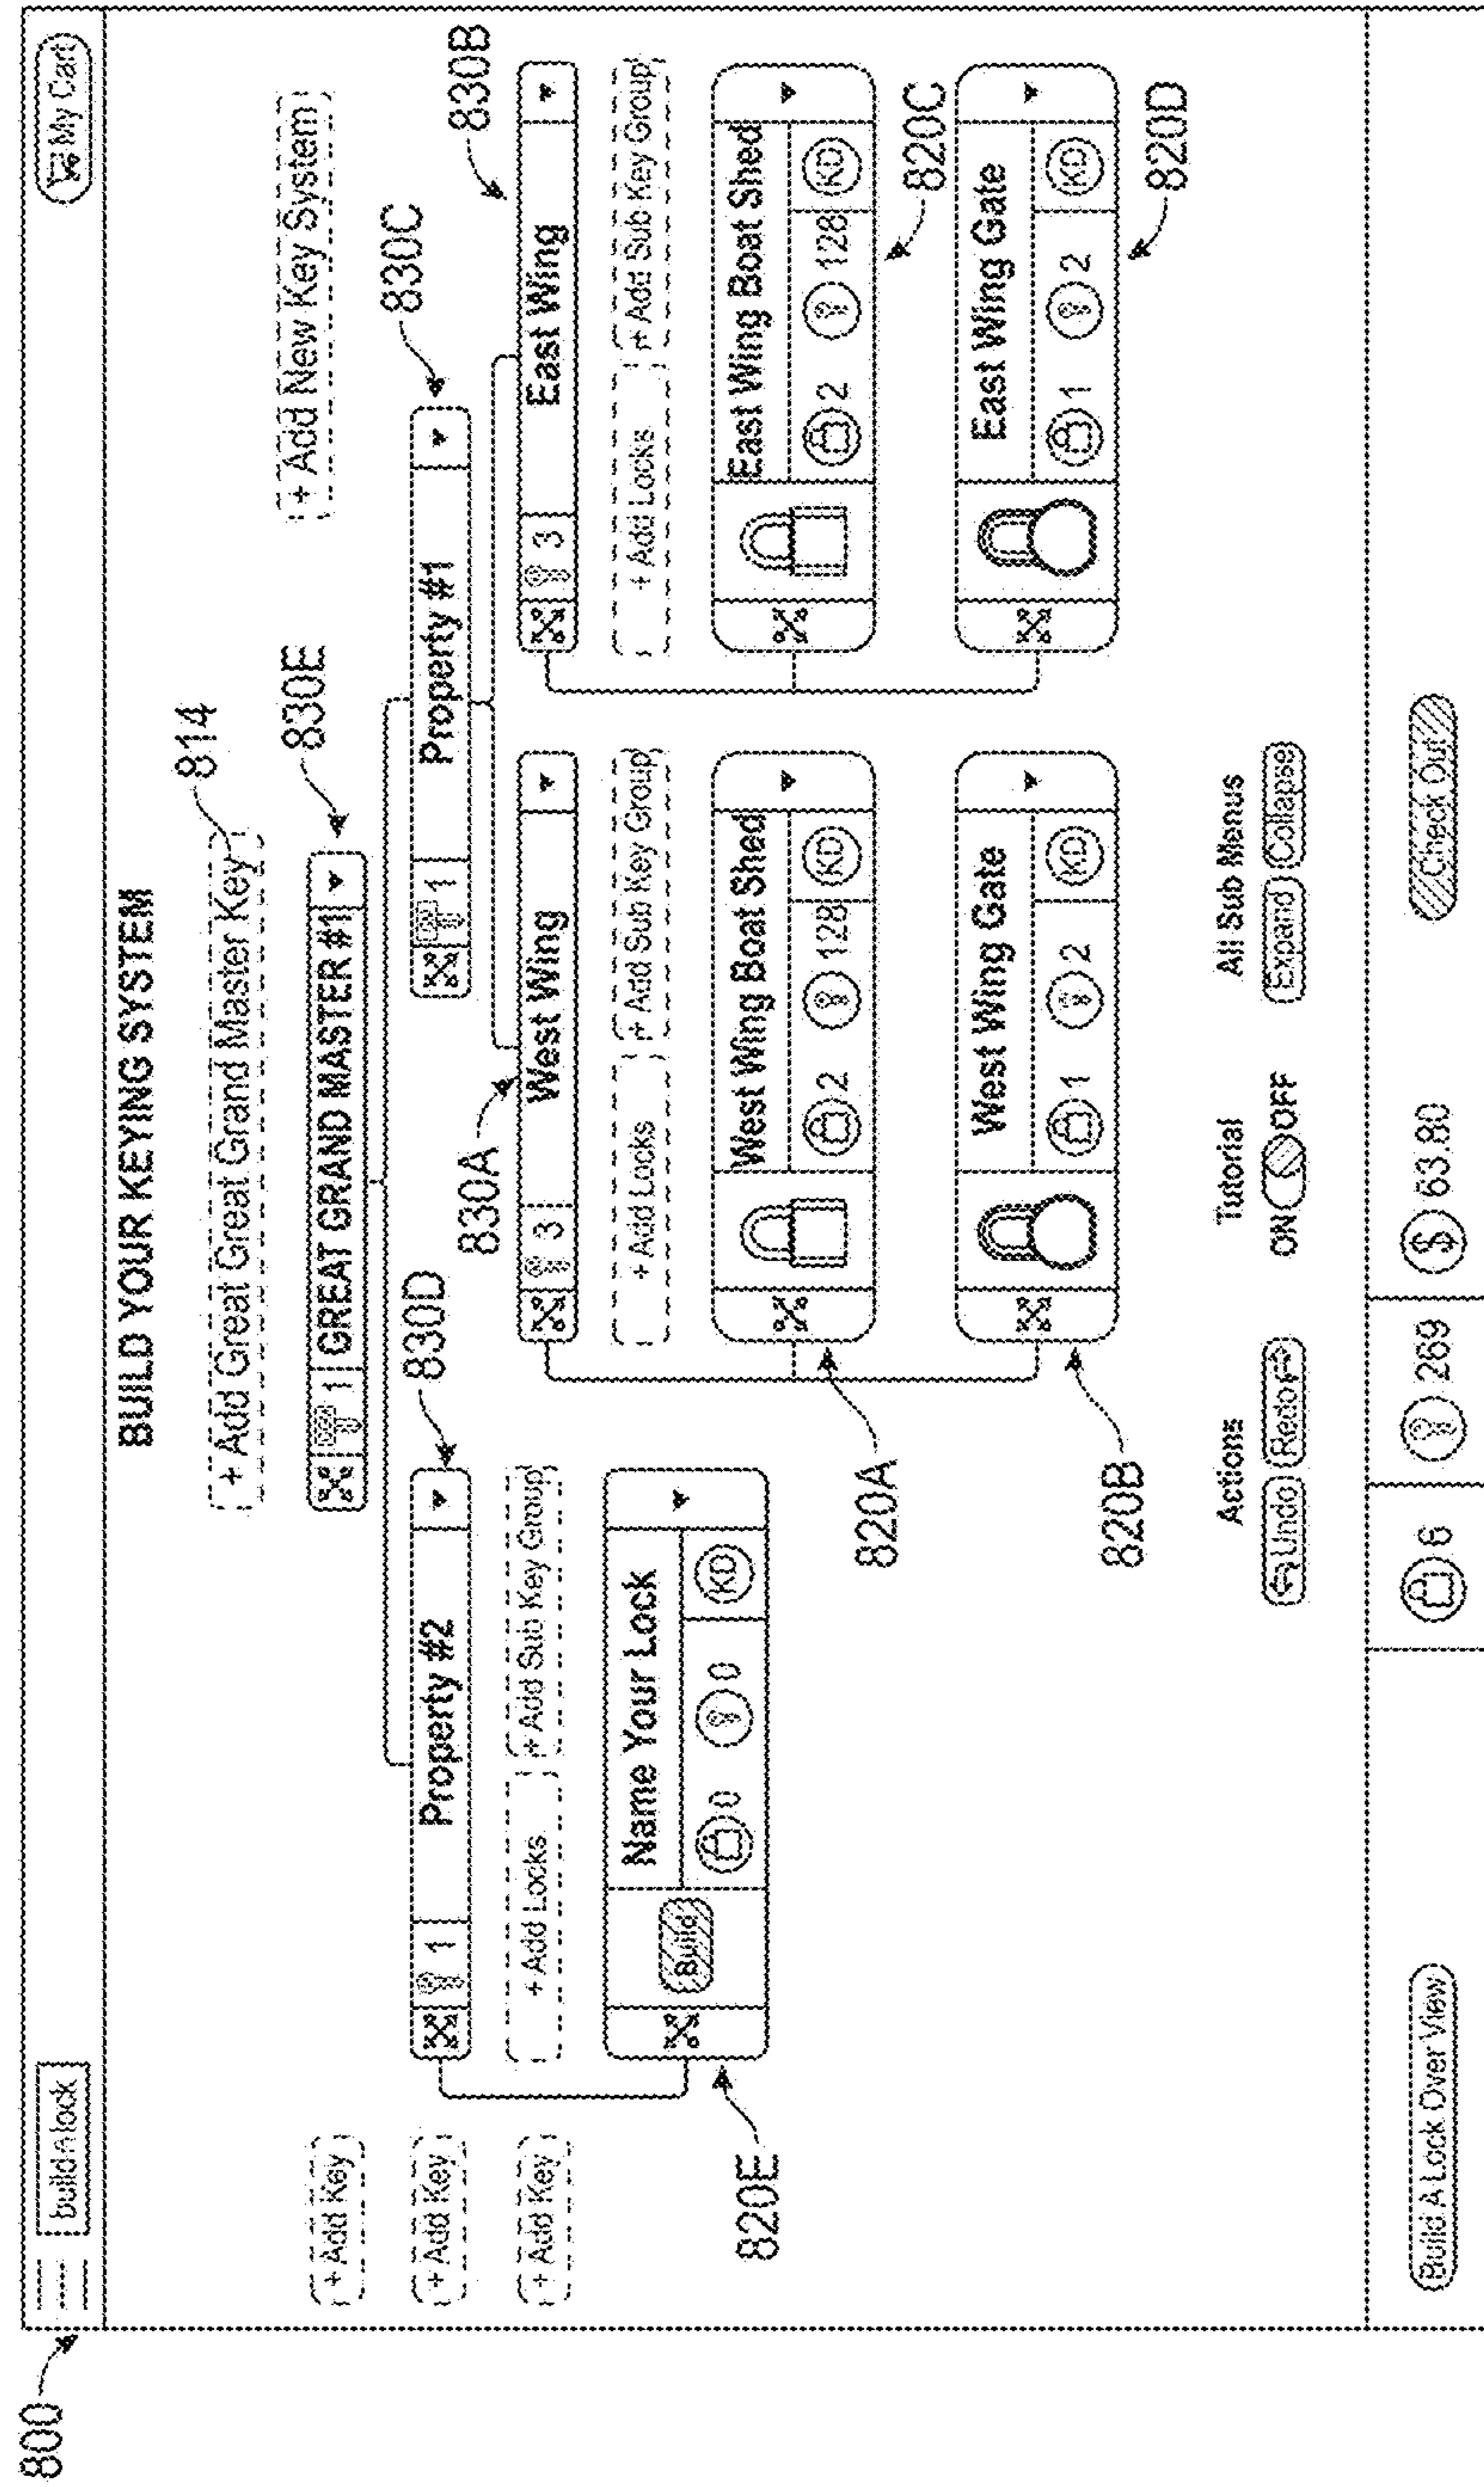 800
build a lock
My Cart
BUILD YOUR KEYING SYSTEM
+ Add Great Great Grand Master Key
814
+ Add New Key System
+ Add Key
1 GREAT GRAND MASTER #1
830E
+ Add Key
1 Property #2
830D
1 Property #1
830C
+ Add Key
+ Add Locks
+ Add Sub Key Group
830A
3 West Wing
3 East Wing
830B
Build
Name Your Lock
0 0 KD
820E
+ Add Locks
+ Add Sub Key Group
+ Add Locks
+ Add Sub Key Group
West Wing Boat Shed
2 128 KD
820A
East Wing Boat Shed
2 128 KD
820C
West Wing Gate
1 2 KD
820B
East Wing Gate
1 2 KD
820D
Actions
Undo
Redo
Tutorial
ON OFF
All Sub Menus
Expand
Collapse
Build A Lock Over View
6
269
$ 63.80
Check Out